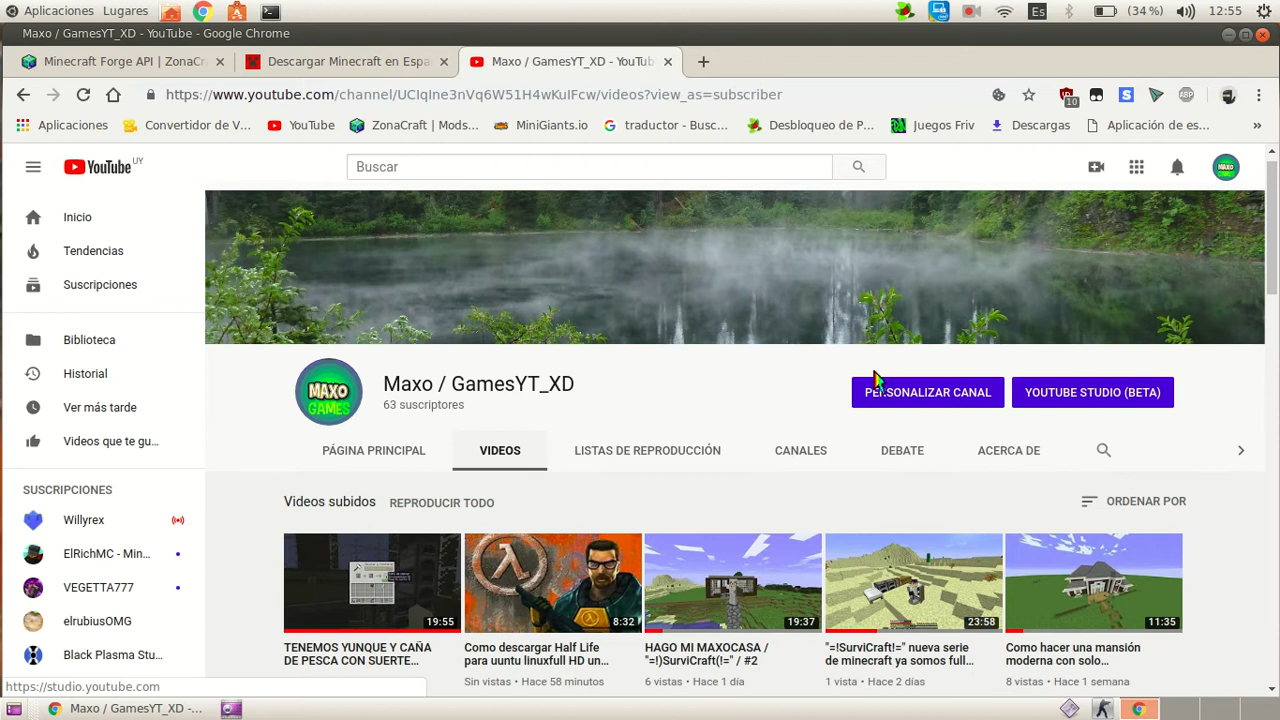 Aplicaciones Lugares Es (34 %) 12:55
Maxo / GamesYT_XD - YouTube - Google Chrome
Minecraft Forge API | ZonaCr Descargar Minecraft en Espa Maxo / GamesYT_XD - YouTub
https://www.youtube.com/channel/UCIqIne3nVq6W51H4wKuIFcw/videos?view_as=subscriber 10 ABP
Aplicaciones Convertidor de V... YouTube ZonaCraft | Mods... MiniGiants.io traductor - Busc... Desbloqueo de P... Juegos Friv Descargas Aplicación de es... »
YouTube UY Buscar MAXO GAMES
Inicio
Tendencias
Suscripciones
Biblioteca
Historial
Ver más tarde
Videos que te gu...
SUSCRIPCIONES
Willyrex
ElRichMC - Min...
VEGETTA777
elrubiusOMG
Black Plasma Stu...
MAXO
GAMES
Maxo / GamesYT_XD
63 suscriptores
PERSONALIZAR CANAL YOUTUBE STUDIO (BETA)
PÁGINA PRINCIPAL VIDEOS LISTAS DE REPRODUCCIÓN CANALES DEBATE ACERCA DE
Videos subidos REPRODUCIR TODO ORDENAR POR
19:55 8:32 19:37 23:58 11:35
TENEMOS YUNQUE Y CAÑA
DE PESCA CON SUERTE...
Como descargar Half Life
para uuntu linuxfull HD un...
Sin vistas • Hace 58 minutos
HAGO MI MAXOCASA /
"=!)SurviCraft(!=" / #2
6 vistas • Hace 1 día
"=!SurviCraft!=" nueva serie
de minecraft ya somos full...
1 vista • Hace 2 días
Como hacer una mansión
moderna con solo...
8 vistas • Hace 1 semana
https://studio.youtube.com
Maxo / GamesYT_XD -...